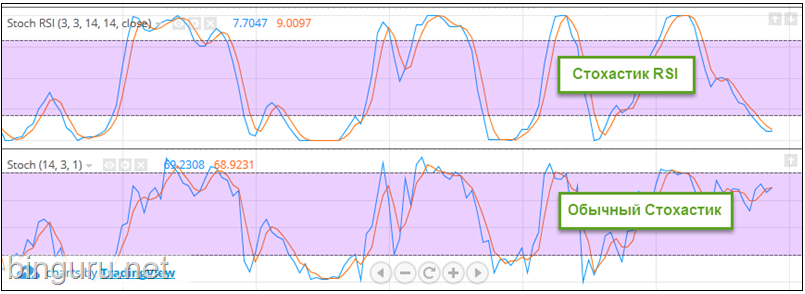 Stoch RSI (3, 3, 14, 14, close) 7.7047 9.0097
Стохастик RSI
Stoch (14, 3, 1) 69.2308 68.9231
Обычный Стохастик
binguru.net
charts by TradingView